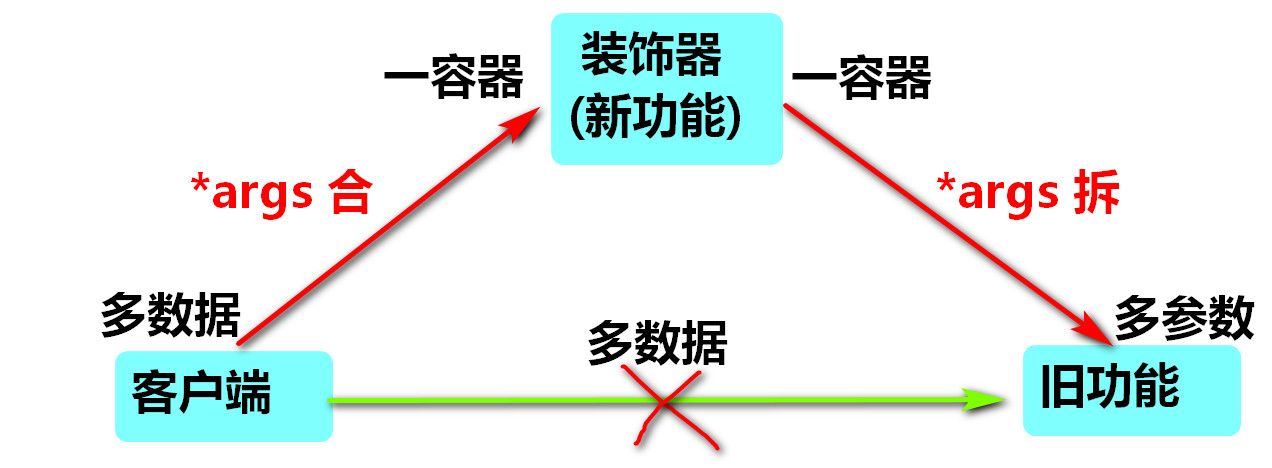 一容器
装饰器
(新功能)
一容器
*args 合
*args 拆
多数据
多数据
多参数
客户端
旧功能